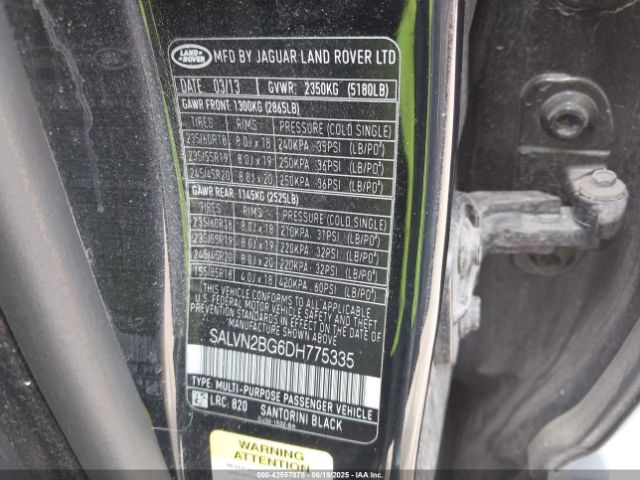 LAND ROVER
MFD BY JAGUAR LAND ROVER LTD
DATE 03/13 GVWR: 2350KG (5180LB)
GAWR FRONT: 1300KG (2865LB)
TIRES RIMS PRESSURE (COLD SINGLE)
235/60R18 8.0J x 18 240KPA, 35PSI (LB/PO²)
235/55R19 8.0J x 19 250KPA, 36PSI (LB/PO²)
245/45R20 8.0J x 20 250KPA, 36PSI (LB/PO²)
GAWR REAR: 1145KG (2525LB)
TIRES RIMS PRESSURE (COLD SINGLE)
235/60R18 8.0J x 18 210KPA, 31PSI (LB/PO²)
235/55R19 8.0J x 19 220KPA, 32PSI (LB/PO²)
245/45R20 8.0J x 20 220KPA, 32PSI (LB/PO²)
155/85R18 4.0J x 18 420KPA, 60PSI (LB/PO²)
THIS VEHICLE CONFORMS TO ALL APPLICABLE
U.S. FEDERAL MOTOR VEHICLE SAFETY AND
THEFT PREVENTION STANDARDS IN EFFECT ON THE DATE OF
MANUFACTURE SHOWN ABOVE
SALVN2BG6DH775335
TYPE: MULTI-PURPOSE PASSENGER VEHICLE
LRC: 820 SANTORINI BLACK
WARNING
ATTENTION
© IAA 0-42557078 - 06/19/2025 - IAAI.com